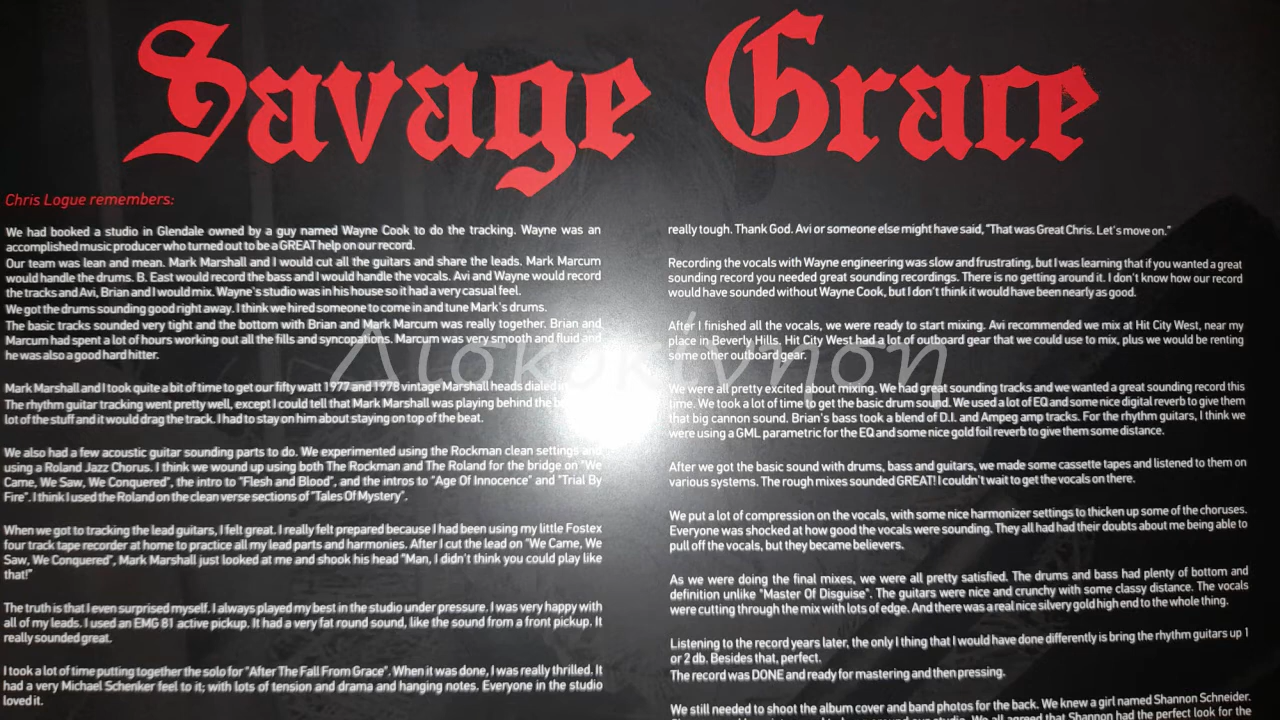 Savage Grace
Chris Logue remembers:
We had booked a studio in Glendale owned by a guy named Wayne Cook to do the tracking. Wayne was an
accomplished music producer who turned out to be a GREAT help on our record.
Our team was lean and mean. Mark Marshall and I would cut all the guitars and share the leads. Mark Marcum
would handle the drums. B. East would record the bass and I would handle the vocals. Avi and Wayne would record
the tracks and Avi, Brian and I would mix. Wayne's studio was in his house so it had a very casual feel.
We got the drums sounding good right away. I think we hired someone to come in and tune Mark's drums.
The basic tracks sounded very tight and the bottom with Brian and Mark Marcum was really together. Brian and
Marcum had spent a lot of hours working out all the fills and syncopations. Marcum was very smooth and fluid and
he was also a good hard hitter.
Mark Marshall and I took quite a bit of time to get our fifty watt 1977 and 1978 vintage Marshall heads dialed
The rhythm guitar tracking went pretty well, except I could tell that Mark Marshall was playing behind the
lot of the stuff and it would drag the track. I had to stay on him about staying on top of the beat.
We also had a few acoustic guitar sounding parts to do. We experimented using the Rockman clean settings and
using a Roland Jazz Chorus. I think we wound up using both The Rockman and The Roland for the bridge on "We
Came, We Saw, We Conquered", the intro to "Flesh and Blood", and the intros to "Age Of Innocence" and "Trial By
Fire". I think I used the Roland on the clean verse sections of "Tales Of Mystery".
When we got to tracking the lead guitars, I felt great. I really felt prepared because I had been using my little Fostex
four track tape recorder at home to practice all my lead parts and harmonies. After I cut the lead on "We Came, We
Saw, We Conquered", Mark Marshall just looked at me and shook his head "Man, I didn't think you could play like
that!"
The truth is that I even surprised myself. I always played my best in the studio under pressure. I was very happy with
all of my leads. I used an EMG 81 active pickup. It had a very fat round sound, like the sound from a front pickup. It
really sounded great.
I took a lot of time putting together the solo for "After The Fall From Grace". When it was done, I was really thrilled. It
had a very Michael Schenker feel to it; with lots of tension and drama and hanging notes. Everyone in the studio
loved it.
really tough. Thank God. Avi or someone else might have said, "That was Great Chris. Let's move on."
Recording the vocals with Wayne engineering was slow and frustrating, but I was learning that if you wanted a great
sounding record you needed great sounding recordings. There is no getting around it. I don't know how our record
would have sounded without Wayne Cook, but I don't think it would have been nearly as good.
After I finished all the vocals, we were ready to start mixing. Avi recommended we mix at Hit City West, near my
place in Beverly Hills. Hit City West had a lot of outboard gear that we could use to mix, plus we would be renting
some other outboard gear.
We were all pretty excited about mixing. We had great sounding tracks and we wanted a great sounding record this
time. We took a lot of time to get the basic drum sound. We used a lot of EQ and some nice digital reverb to give them
that big cannon sound. Brian's bass took a blend of D.I. and Ampeg amp tracks. For the rhythm guitars, I think we
were using a GML parametric for the EQ and some nice gold foil reverb to give them some distance.
After we got the basic sound with drums, bass and guitars, we made some cassette tapes and listened to them on
various systems. The rough mixes sounded GREAT! I couldn't wait to get the vocals on there.
We put a lot of compression on the vocals, with some nice harmonizer settings to thicken up some of the choruses.
Everyone was shocked at how good the vocals were sounding. They all had had their doubts about me being able to
pull off the vocals, but they became believers.
As we were doing the final mixes, we were all pretty satisfied. The drums and bass had plenty of bottom and
definition unlike "Master Of Disguise". The guitars were nice and crunchy with some classy distance. The vocals
were cutting through the mix with lots of edge. And there was a real nice silvery gold high end to the whole thing.
Listening to the record years later, the only I thing that I would have done differently is bring the rhythm guitars up 1
or 2 db. Besides that, perfect.
The record was DONE and ready for mastering and then pressing.
We still needed to shoot the album cover and band photos for the back. We knew a girl named Shannon Schneider.
We all agreed that Shannon had the perfect look for the
Δισκοκίνηση